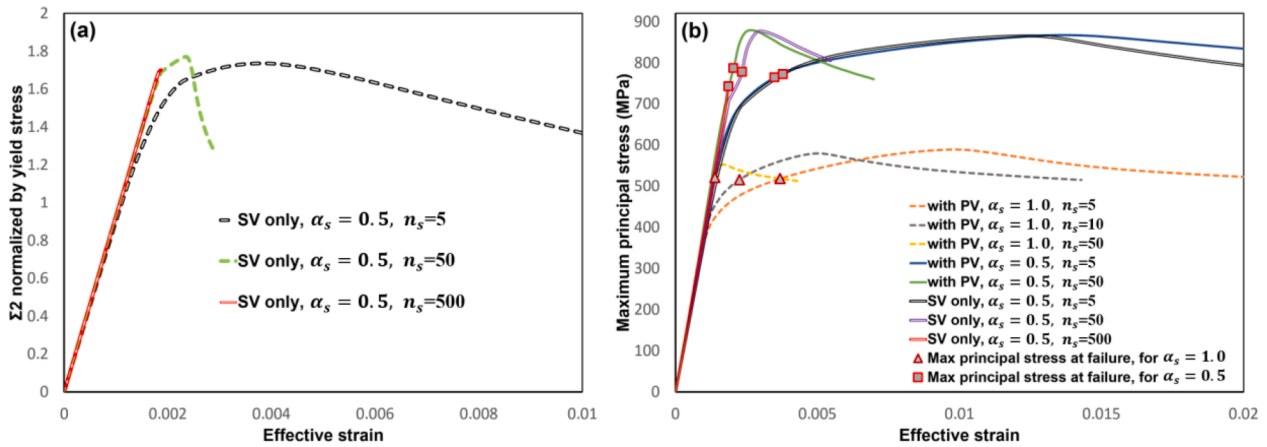 (a)
Σ2 normalized by yield stress
2
1.8
1.6
1.4
1.2
1
0.8
0.6
0.4
0.2
0
SV only, αₛ = 0.5, nₛ=5
SV only, αₛ = 0.5, nₛ=50
SV only, αₛ = 0.5, nₛ=500
0 0.002 0.004 0.006 0.008 0.01
Effective strain
(b)
Maximum principal stress (MPa)
900
800
700
600
500
400
300
200
100
0
with PV, αₛ = 1.0, nₛ=5
with PV, αₛ = 1.0, nₛ=10
with PV, αₛ = 1.0, nₛ=50
with PV, αₛ = 0.5, nₛ=5
with PV, αₛ = 0.5, nₛ=50
SV only, αₛ = 0.5, nₛ=5
SV only, αₛ = 0.5, nₛ=50
SV only, αₛ = 0.5, nₛ=500
Max principal stress at failure, for αₛ = 1.0
Max principal stress at failure, for αₛ = 0.5
0 0.005 0.01 0.015 0.02
Effective strain